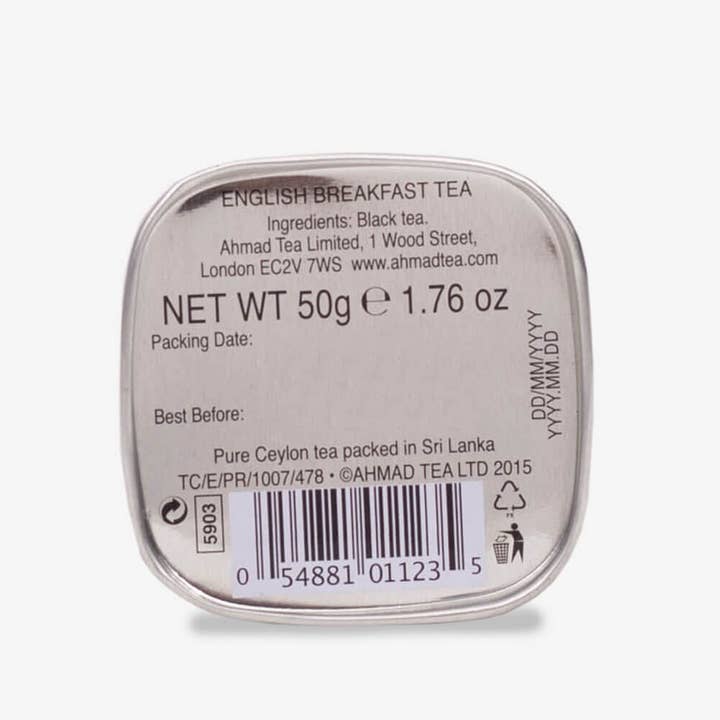 ENGLISH BREAKFAST TEA
Ingredients: Black tea.
Ahmad Tea Limited, 1 Wood Street,
London EC2V 7WS www.ahmadtea.com
NET WT 50g ℮ 1.76 oz
Packing Date:
DD/MM/YYYY
YYYY.MM.DD
Best Before:
Pure Ceylon tea packed in Sri Lanka
TC/E/PR/1007/478 • ©AHMAD TEA LTD 2015
5903
0 54881 01123 5